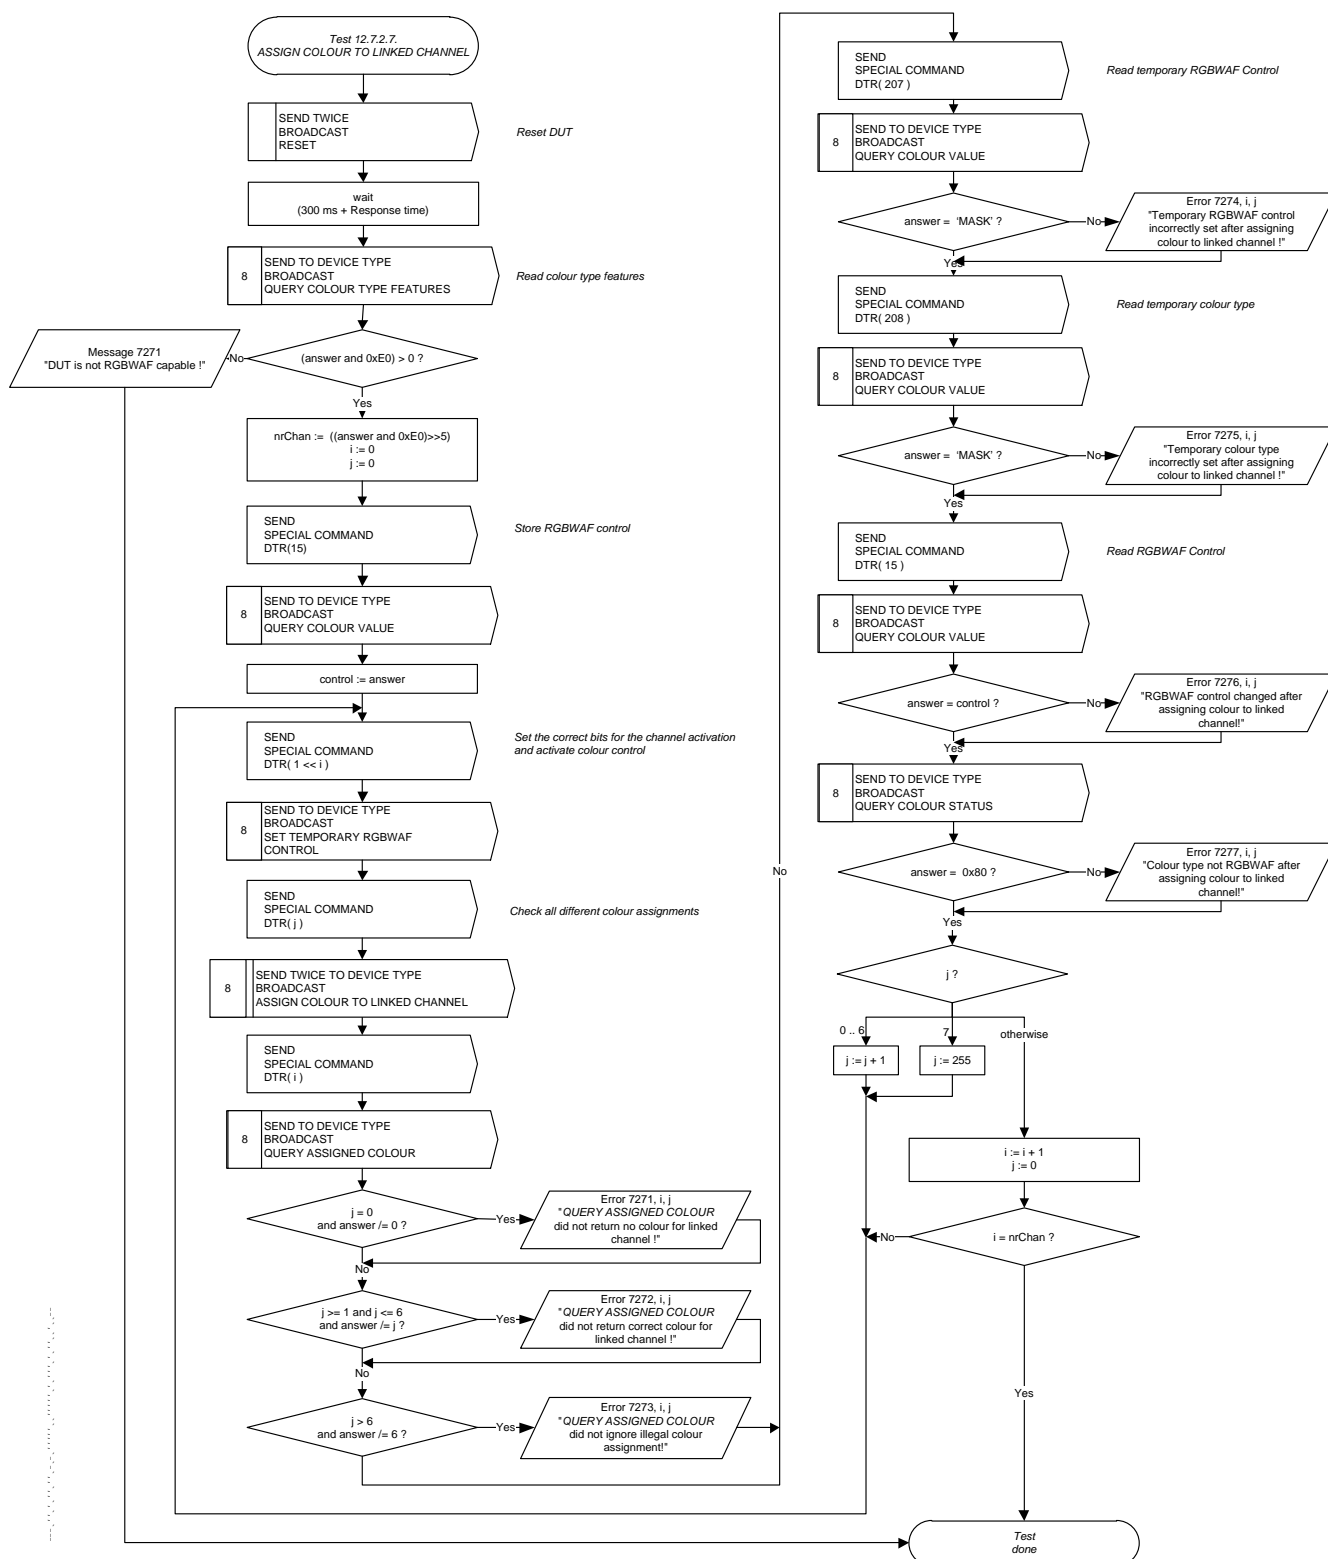 Test 12.7.2.7.
ASSIGN COLOUR TO LINKED CHANNEL
SEND TWICE
BROADCAST
RESET
Reset DUT
wait
(300 ms + Response time)
8
SEND TO DEVICE TYPE
BROADCAST
QUERY COLOUR TYPE FEATURES
Read colour type features
Message 7271
"DUT is not RGBWAF capable !"
No
(answer and 0xE0) > 0 ?
Yes
nrChan := ((answer and 0xE0)>>5)
i := 0
j := 0
SEND
SPECIAL COMMAND
DTR(15)
Store RGBWAF control
8
SEND TO DEVICE TYPE
BROADCAST
QUERY COLOUR VALUE
control := answer
SEND
SPECIAL COMMAND
DTR( 1 << i )
Set the correct bits for the channel activation
and activate colour control
8
SEND TO DEVICE TYPE
BROADCAST
SET TEMPORARY RGBWAF
CONTROL
SEND
SPECIAL COMMAND
DTR( j )
Check all different colour assignments
8
SEND TWICE TO DEVICE TYPE
BROADCAST
ASSIGN COLOUR TO LINKED CHANNEL
SEND
SPECIAL COMMAND
DTR( i )
8
SEND TO DEVICE TYPE
BROADCAST
QUERY ASSIGNED COLOUR
j = 0
and answer /= 0 ?
Yes
Error 7271, i, j
"QUERY ASSIGNED COLOUR
did not return no colour for linked
channel !"
No
j >= 1 and j <= 6
and answer /= j ?
Yes
Error 7272, i, j
"QUERY ASSIGNED COLOUR
did not return correct colour for
linked channel !"
No
j > 6
and answer /= 6 ?
Yes
Error 7273, i, j
"QUERY ASSIGNED COLOUR
did not ignore illegal colour
assignment!"
No
SEND
SPECIAL COMMAND
DTR( 207 )
Read temporary RGBWAF Control
8
SEND TO DEVICE TYPE
BROADCAST
QUERY COLOUR VALUE
answer = 'MASK' ?
No
Error 7274, i, j
"Temporary RGBWAF control
incorrectly set after assigning
colour to linked channel !"
Yes
SEND
SPECIAL COMMAND
DTR( 208 )
Read temporary colour type
8
SEND TO DEVICE TYPE
BROADCAST
QUERY COLOUR VALUE
answer = 'MASK' ?
No
Error 7275, i, j
"Temporary colour type
incorrectly set after assigning
colour to linked channel !"
Yes
SEND
SPECIAL COMMAND
DTR( 15 )
Read RGBWAF Control
8
SEND TO DEVICE TYPE
BROADCAST
QUERY COLOUR VALUE
answer = control ?
No
Error 7276, i, j
"RGBWAF control changed after
assigning colour to linked
channel!"
Yes
8
SEND TO DEVICE TYPE
BROADCAST
QUERY COLOUR STATUS
answer = 0x80 ?
No
Error 7277, i, j
"Colour type not RGBWAF after
assigning colour to linked
channel!"
Yes
j ?
0 .. 6
7
otherwise
j := j + 1
j := 255
i := i + 1
j := 0
No
i = nrChan ?
Yes
Test
done